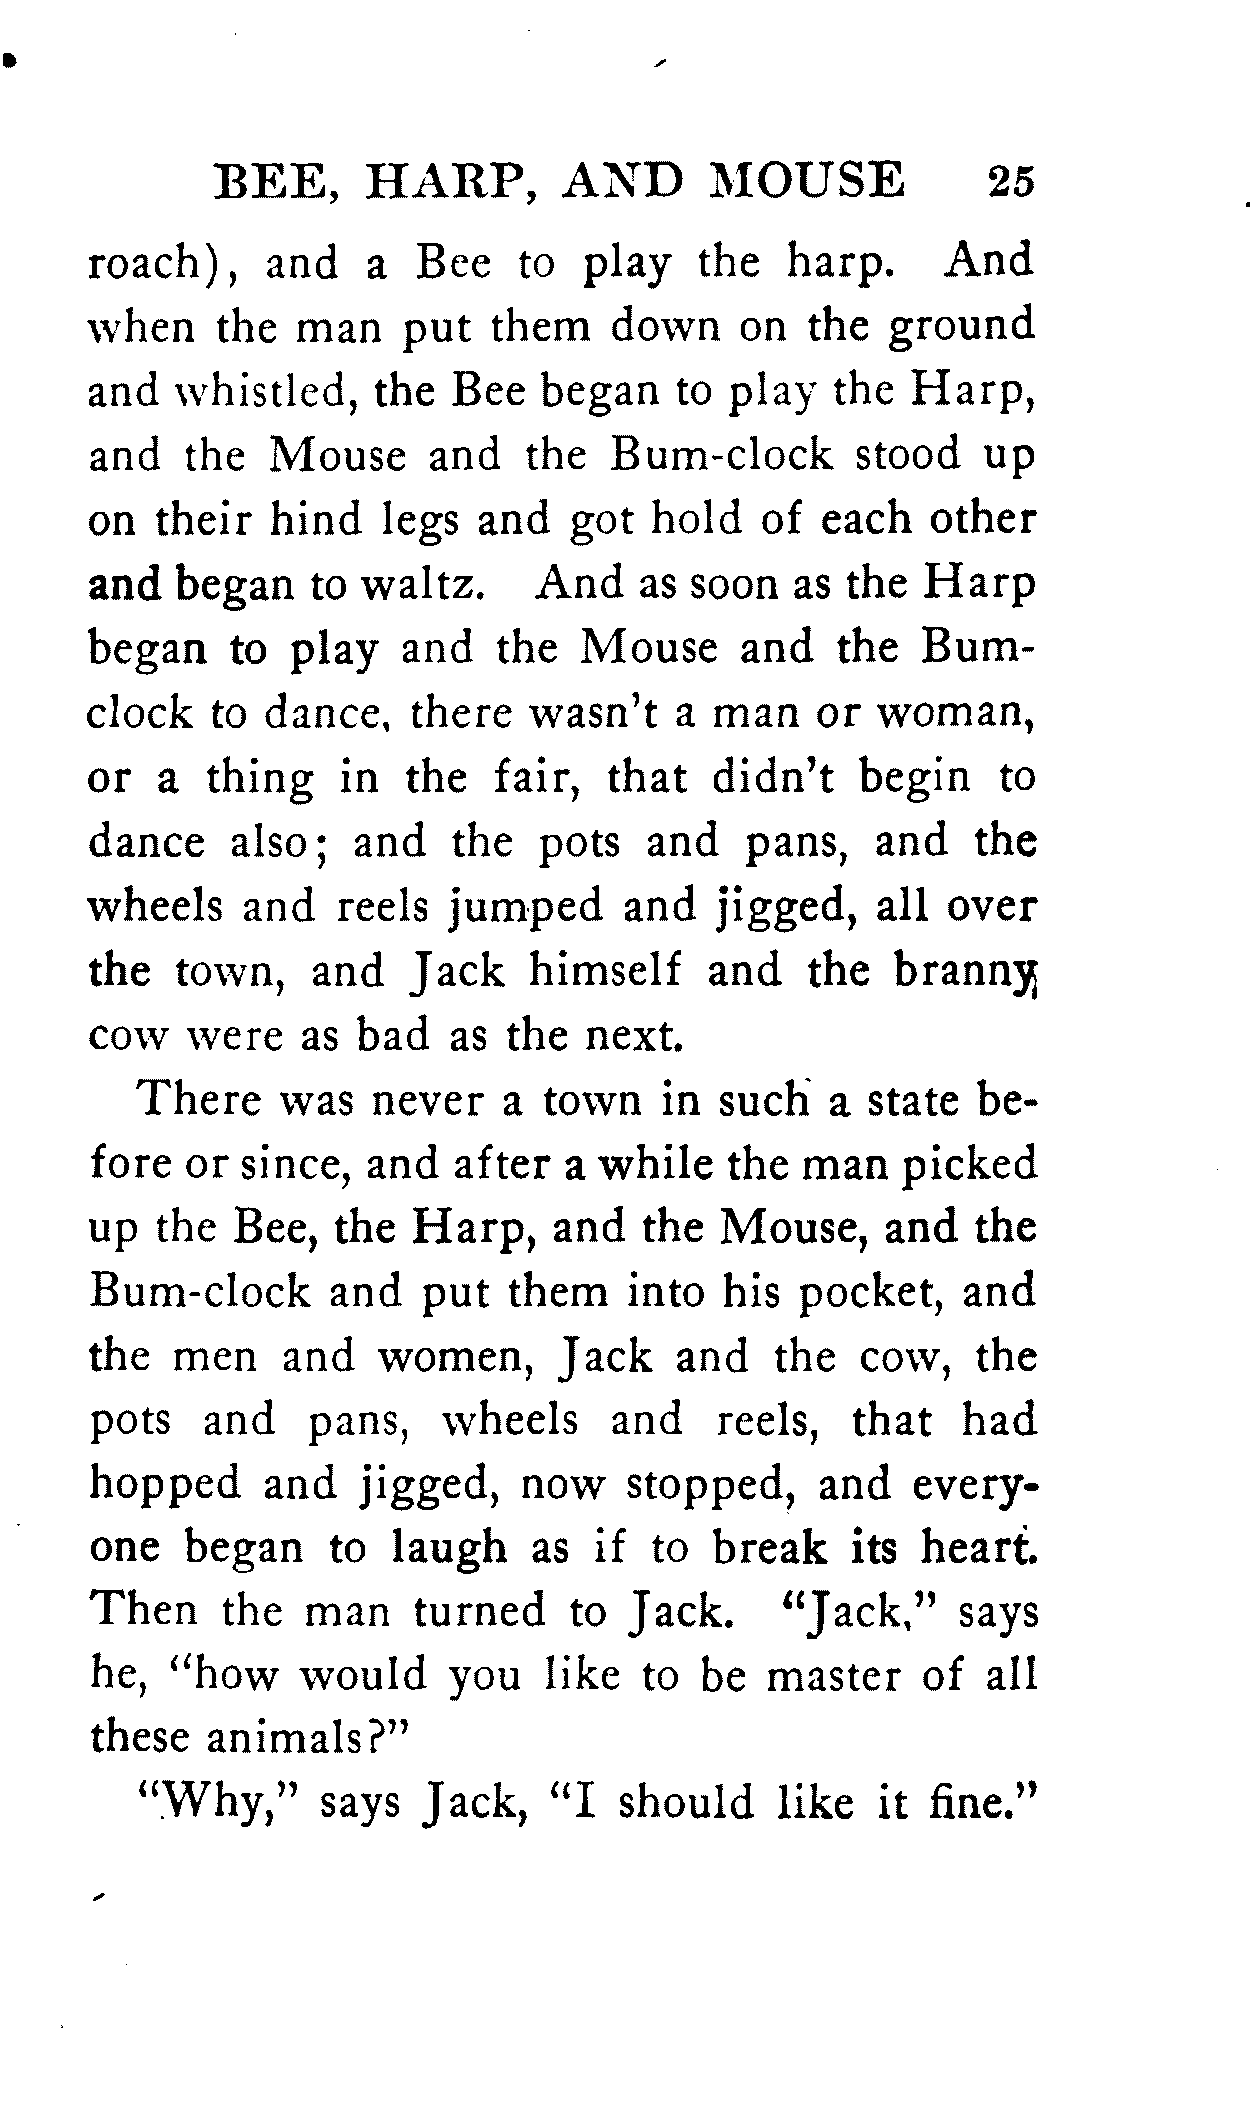 BEE, HARP, AND MOUSE 25
roach), and a Bee to play the harp. And
when the man put them down on the ground
and whistled, the Bee began to play the Harp,
and the Mouse and the Bum-clock stood up
on their hind legs and got hold of each other
and began to waltz. And as soon as the Harp
began to play and the Mouse and the Bum-
clock to dance, there wasn't a man or woman,
or a thing in the fair, that didn't begin to
dance also; and the pots and pans, and the
wheels and reels jumped and jigged, all over
the town, and Jack himself and the branny
cow were as bad as the next.
There was never a town in such a state be-
fore or since, and after a while the man picked
up the Bee, the Harp, and the Mouse, and the
Bum-clock and put them into his pocket, and
the men and women, Jack and the cow, the
pots and pans, wheels and reels, that had
hopped and jigged, now stopped, and every-
one began to laugh as if to break its heart.
Then the man turned to Jack. "Jack," says
he, "how would you like to be master of all
these animals?"
"Why," says Jack, "I should like it fine."